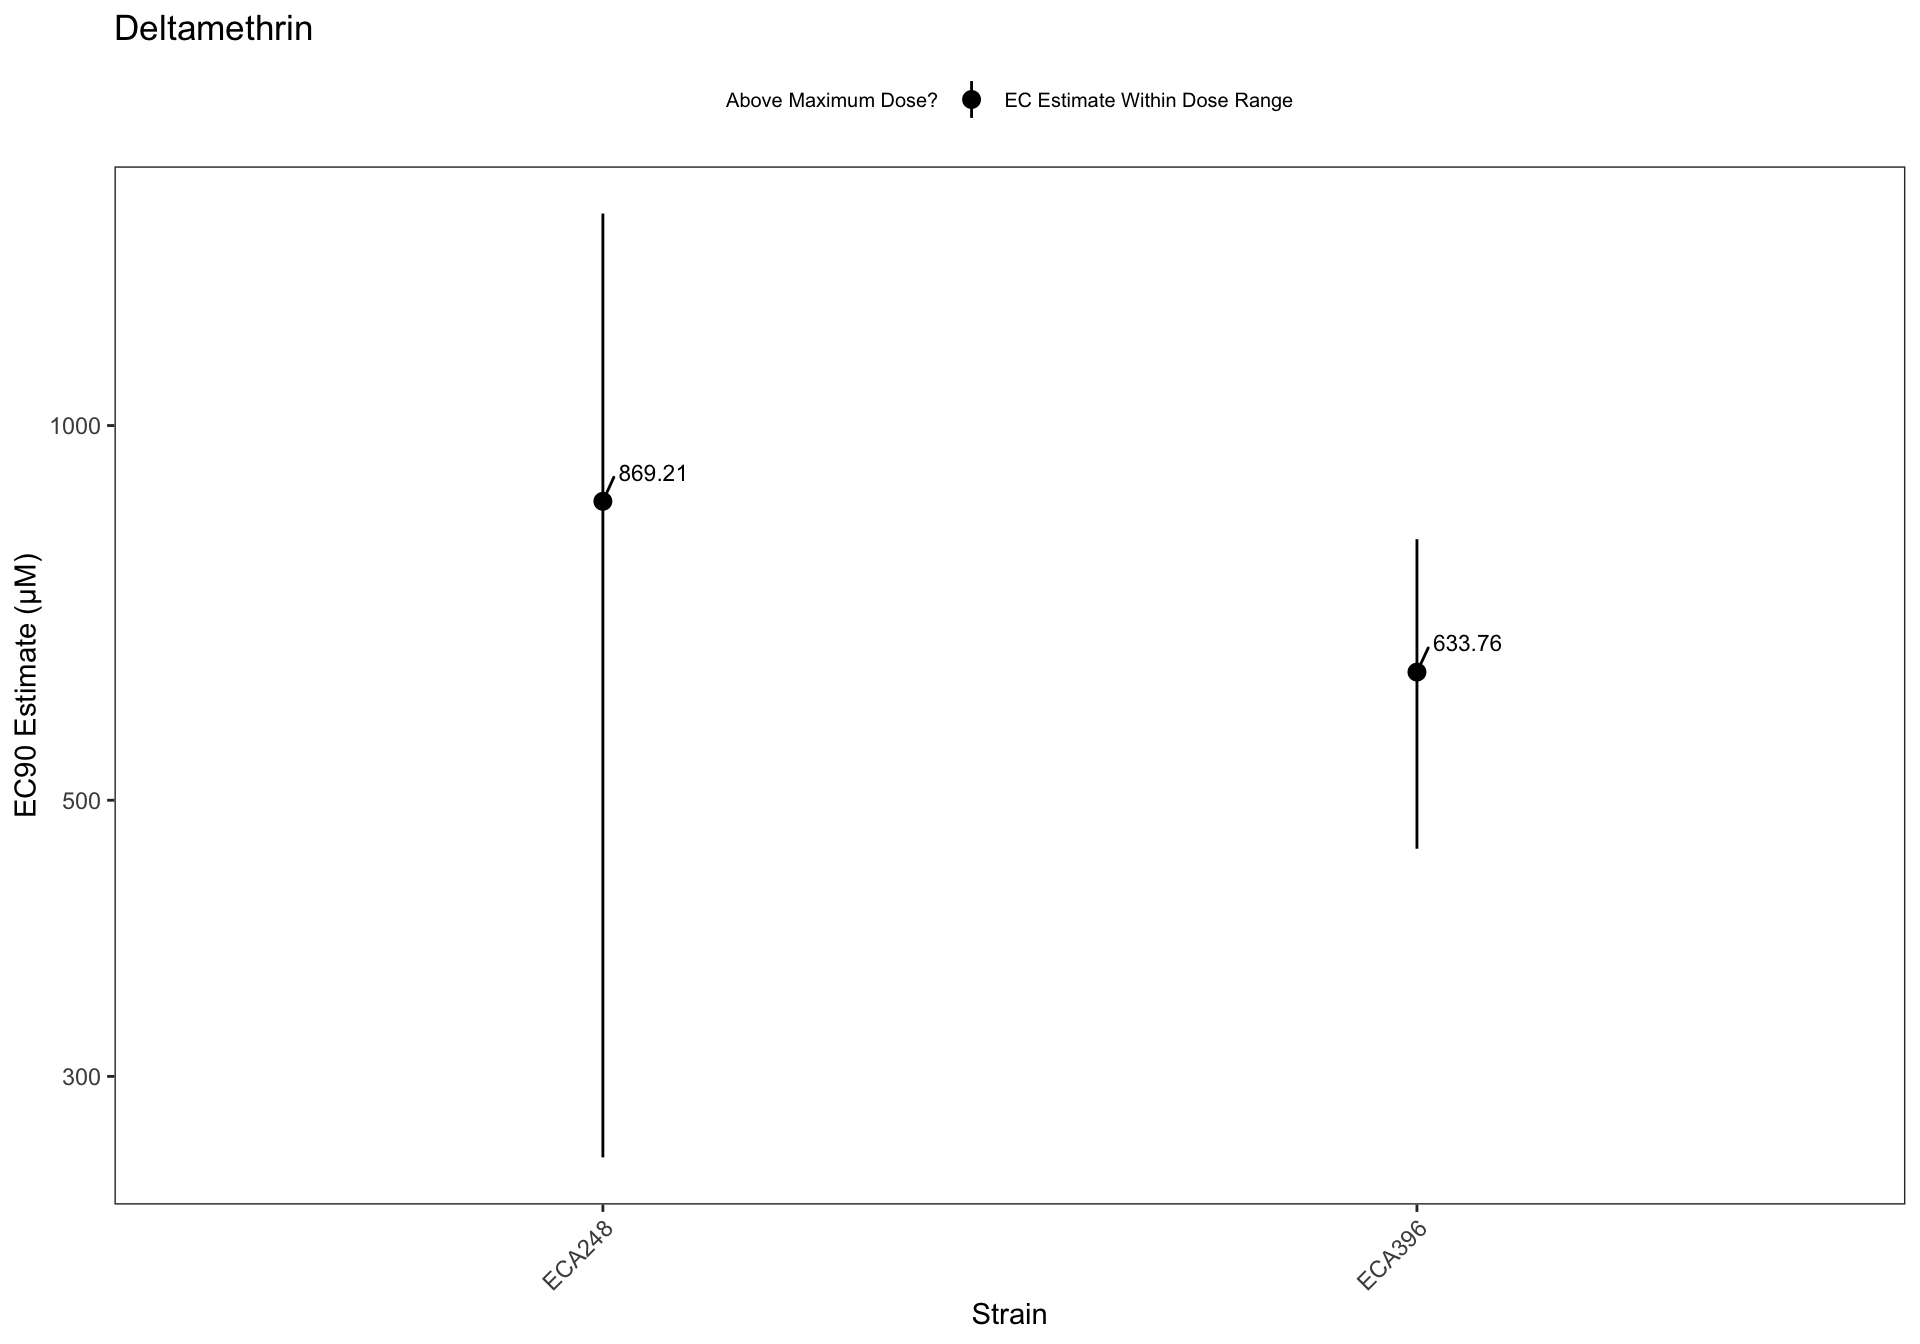 Deltamethrin
Above Maximum Dose? EC Estimate Within Dose Range
EC90 Estimate (µM)
1000
500
300
869.21
633.76
ECA248
ECA396
Strain